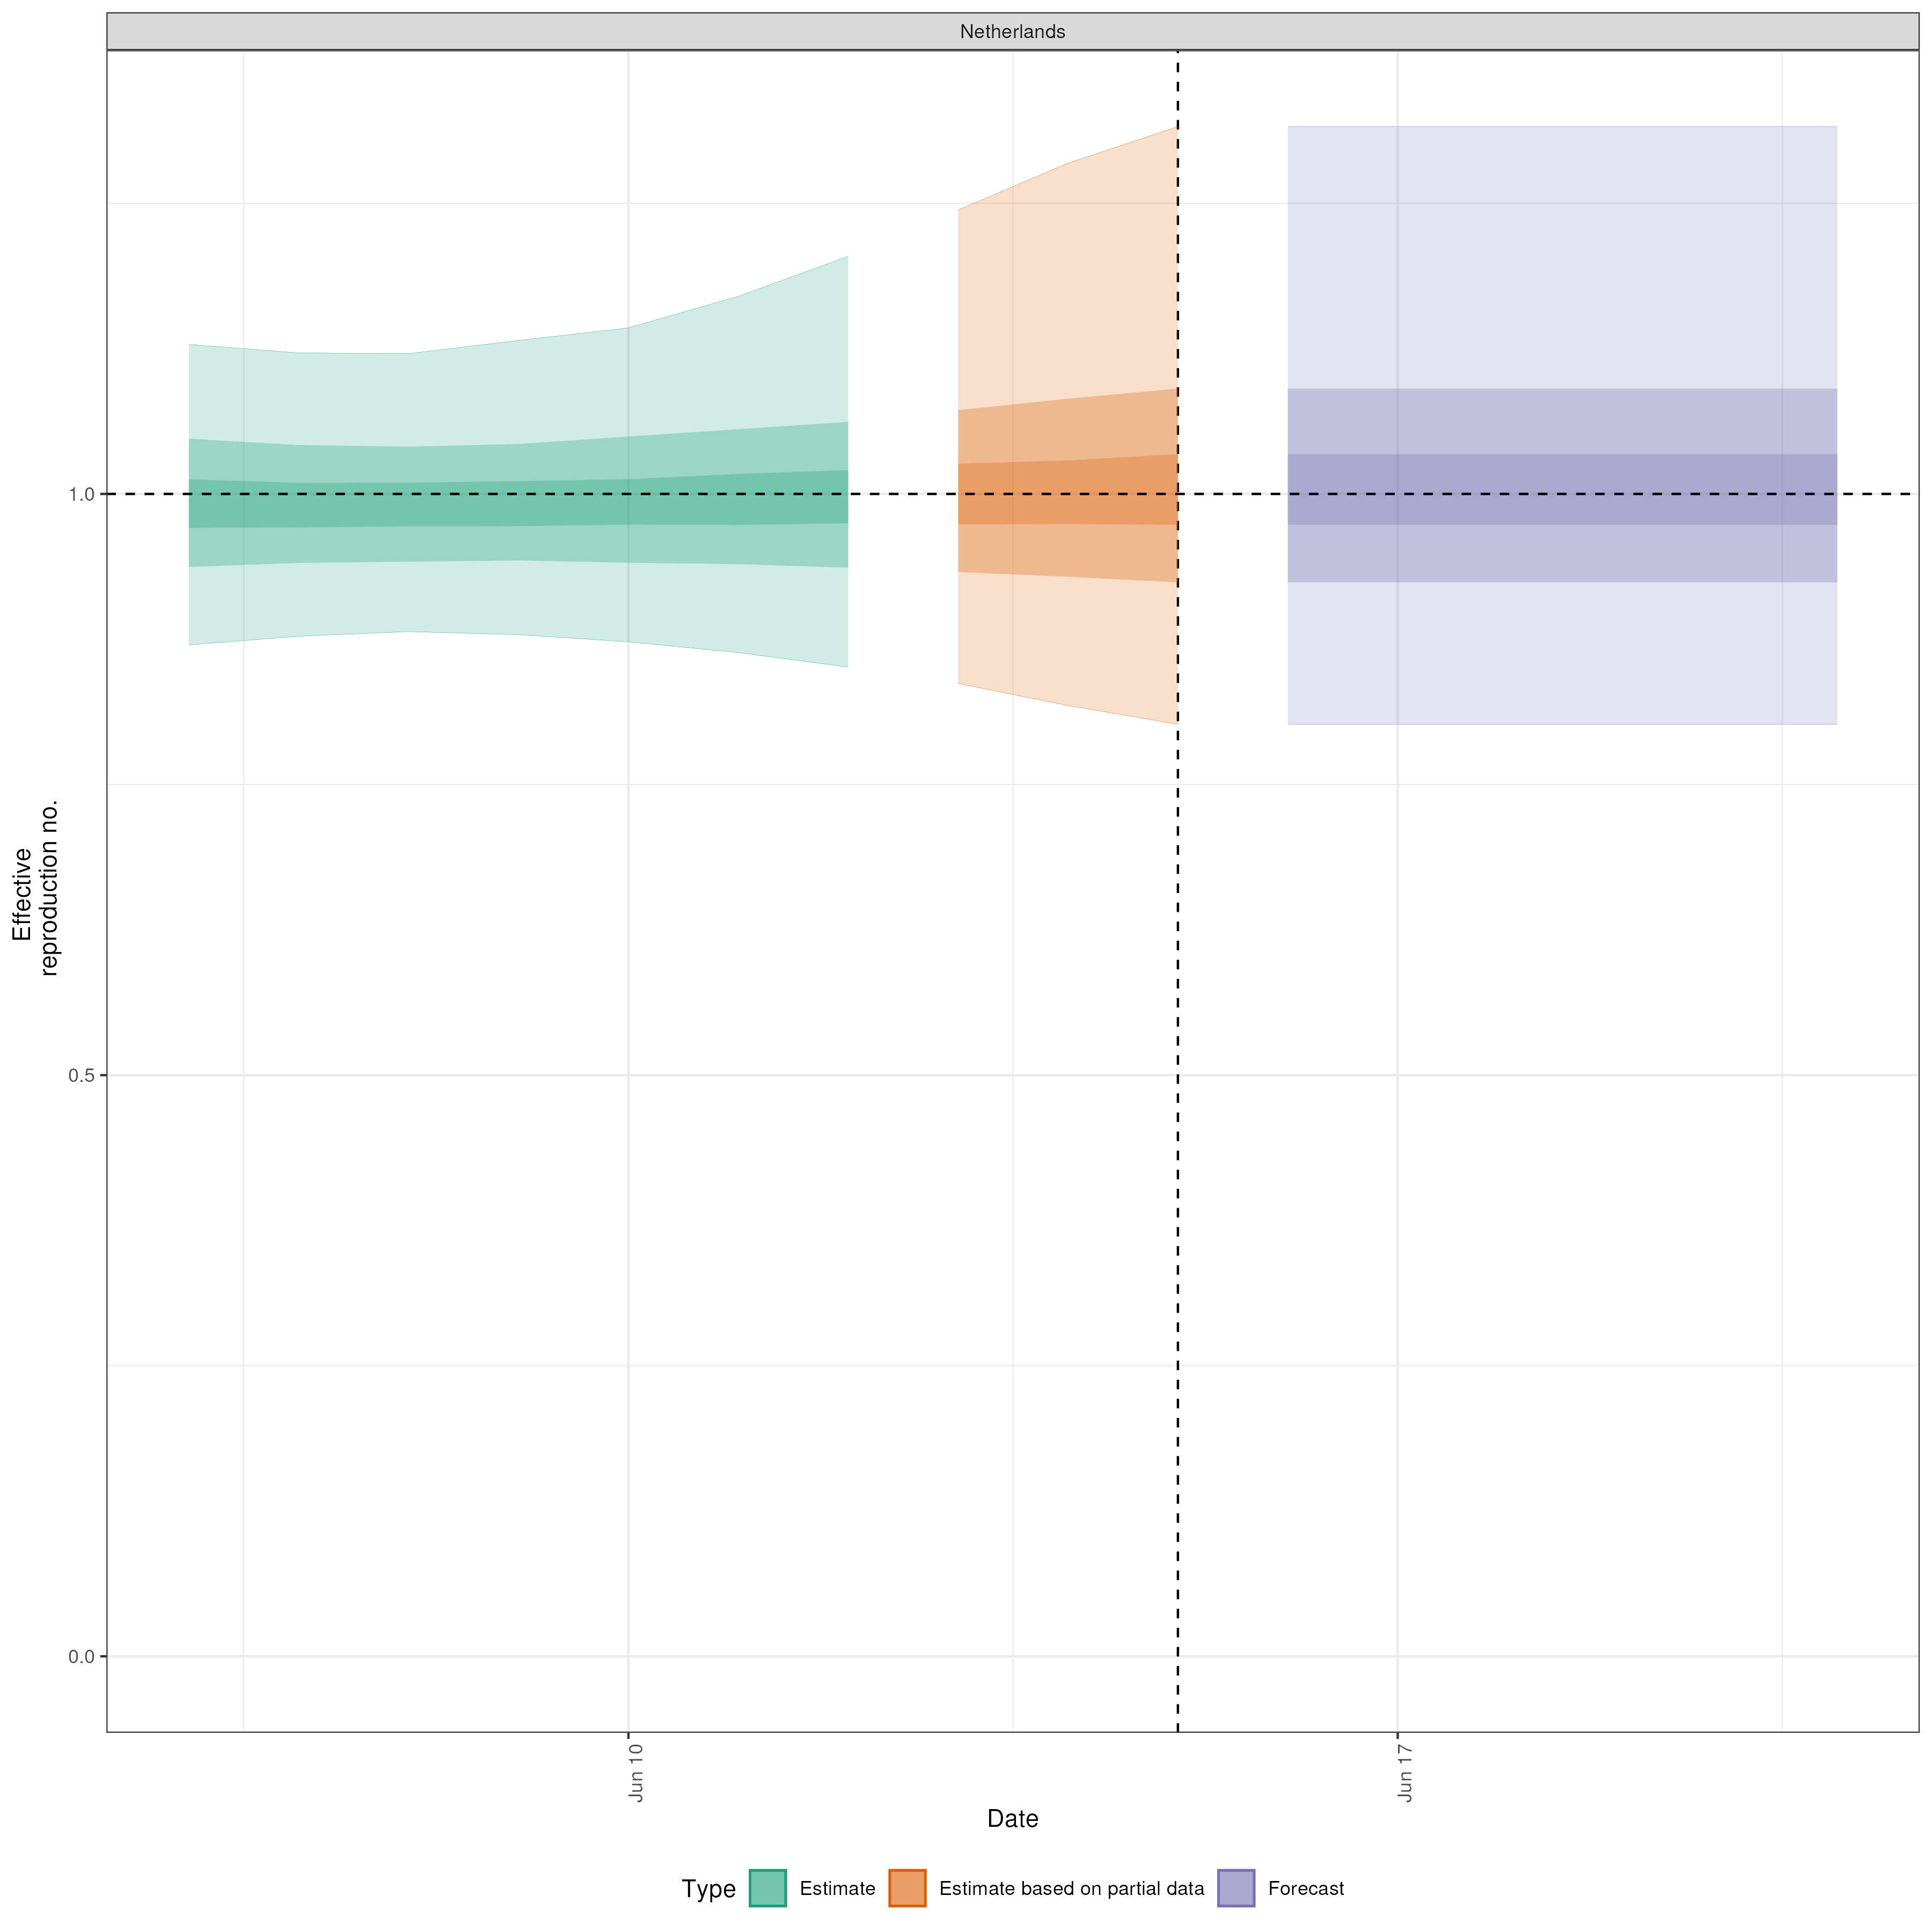 Netherlands
Effective
reproduction no.
1.0
0.5
0.0
Jun 10
Jun 17
Date
Type
Estimate
Estimate based on partial data
Forecast